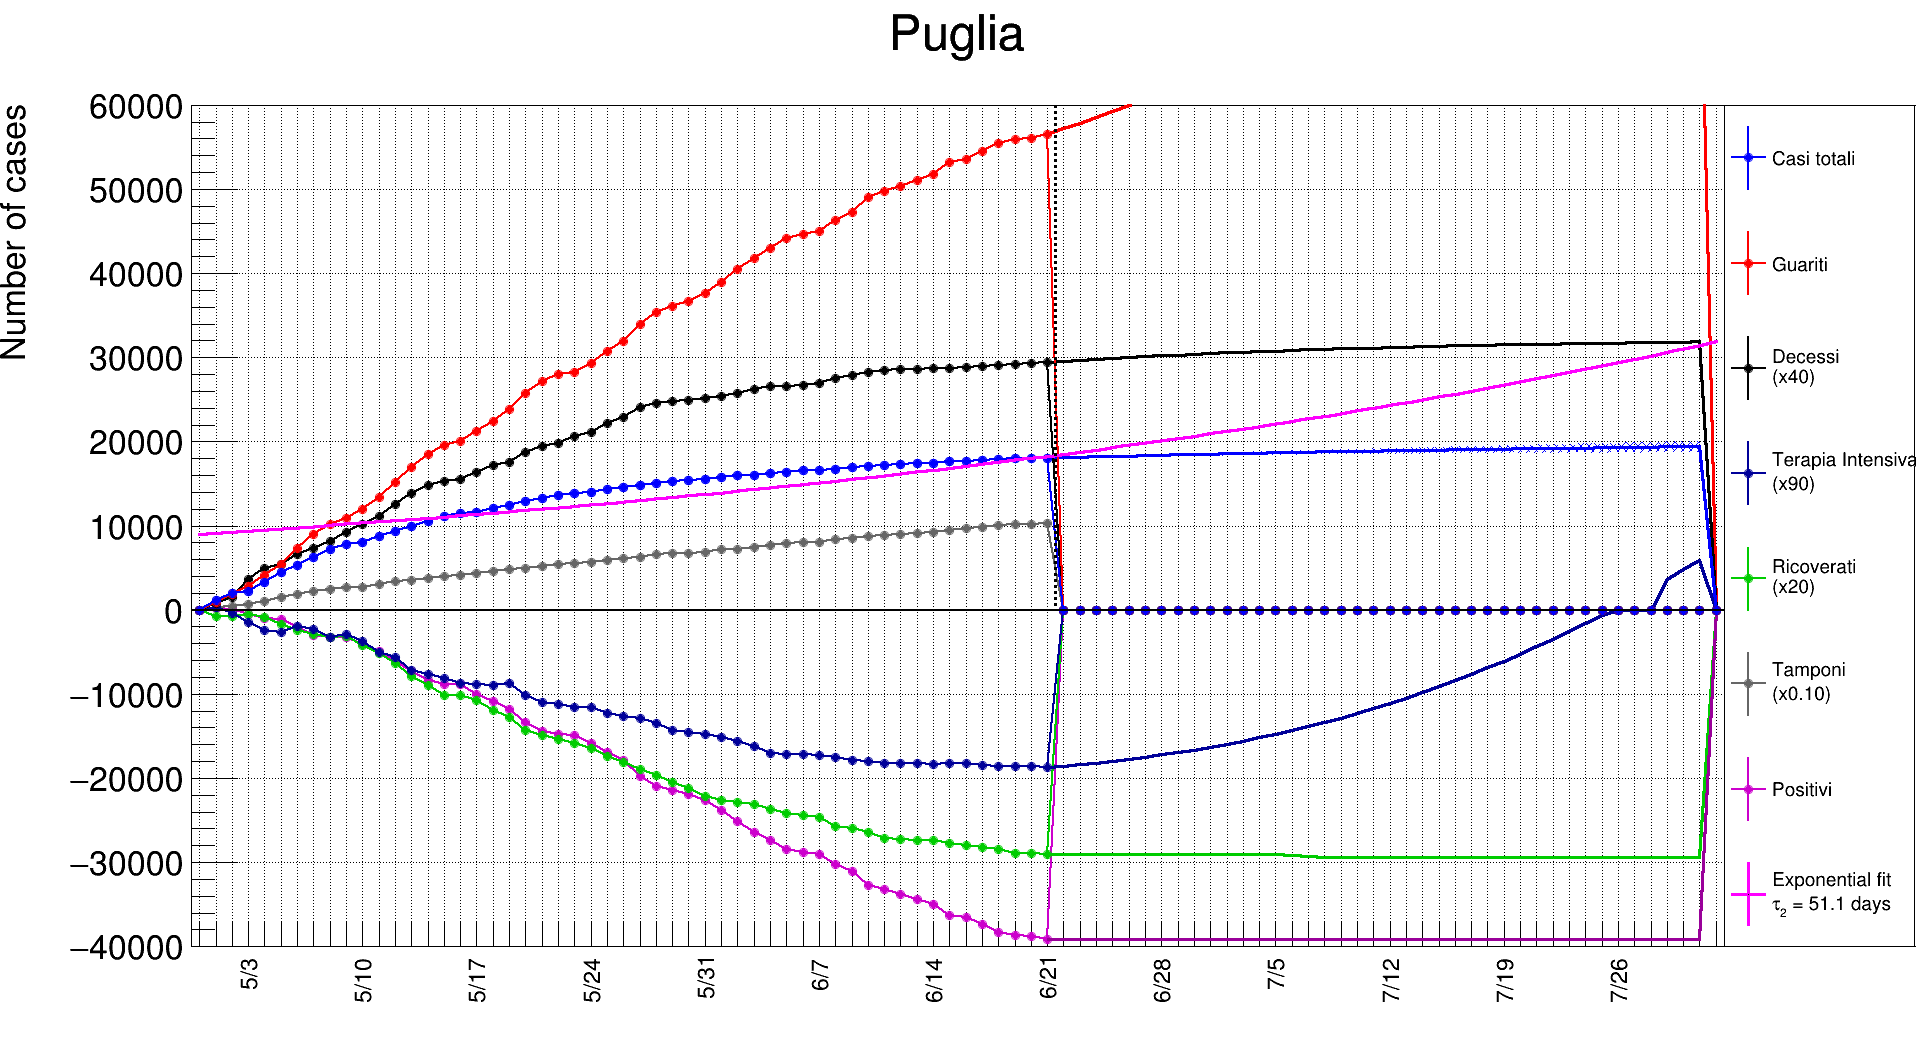 Puglia
Number of cases
60000
50000
40000
30000
20000
10000
0
−10000
−20000
−30000
−40000
5/3
5/10
5/17
5/24
5/31
6/7
6/14
6/21
6/28
7/5
7/12
7/19
7/26
Casi totali
Guariti
Decessi
(x40)
Terapia Intensiva
(x90)
Ricoverati
(x20)
Tamponi
(x0.10)
Positivi
Exponential fit
τ2 = 51.1 days